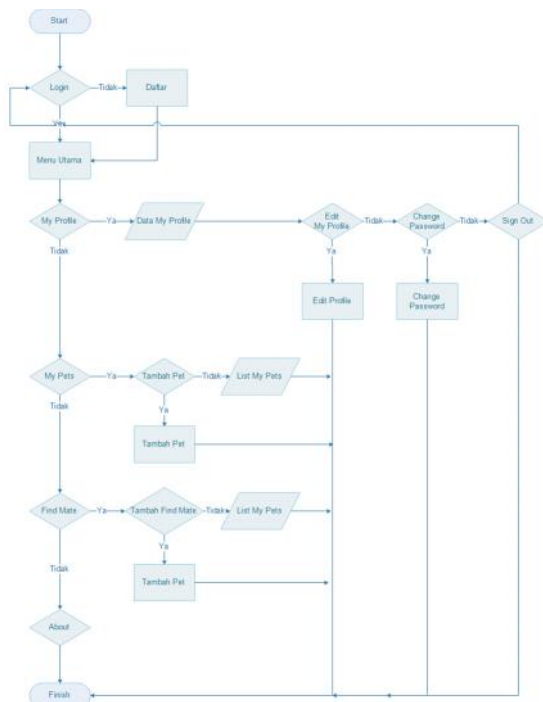 Start
Login
Tidak
Daftar
Yes
Menu Utama
My Profile
Ya
Data My Profile
Edit
My Profile
Tidak
Change
Password
Tidak
Sign Out
Tidak
Ya
Ya
Edit Profile
Change
Password
My Pets
Ya
Tambah Pet
Tidak
List My Pets
Tidak
Ya
Tambah Pet
Find Mate
Ya
Tambah Find Mate
Tidak
List My Pets
Ya
Tidak
Tambah Pet
About
Finish